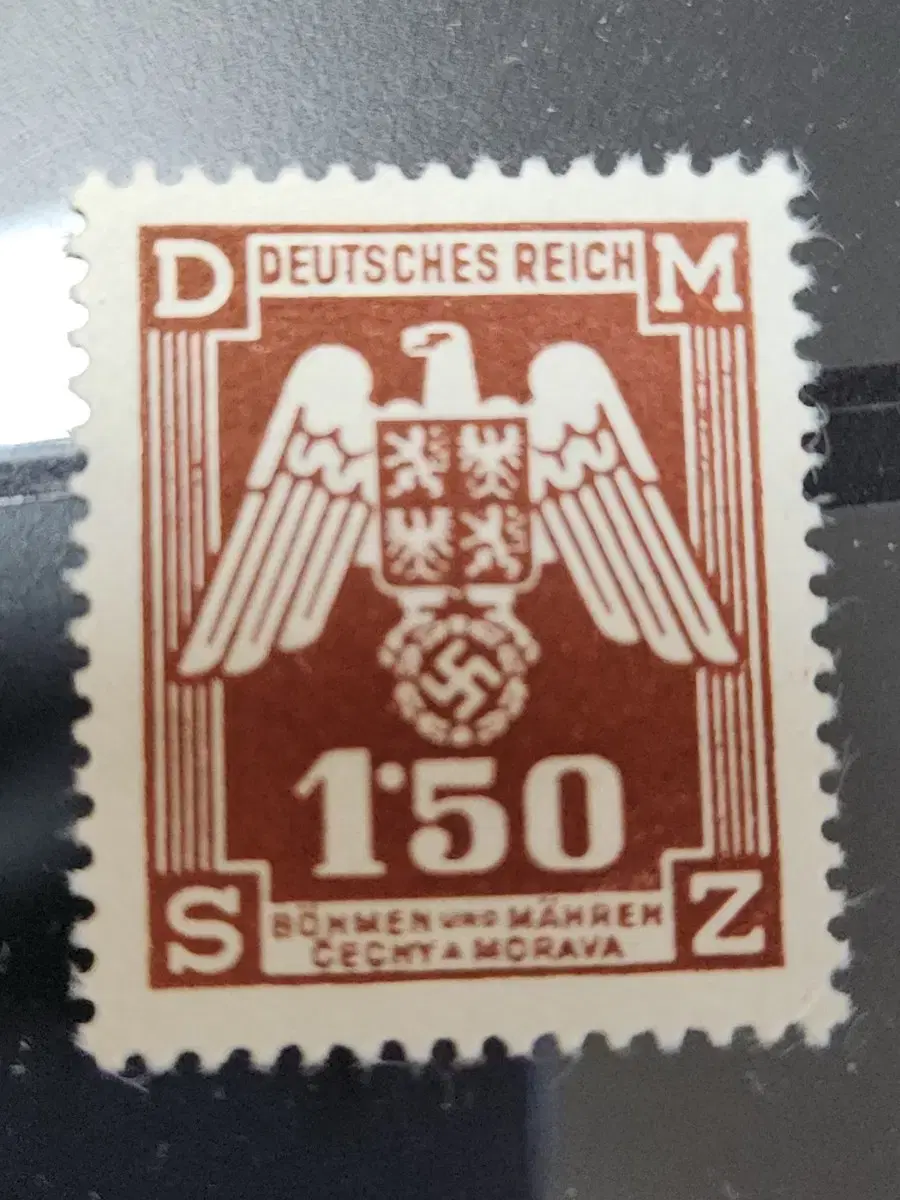 D DEUTSCHES REICH M
1·50
S BÖHMEN UND MÄHREN Z
ČECHY A MORAVA